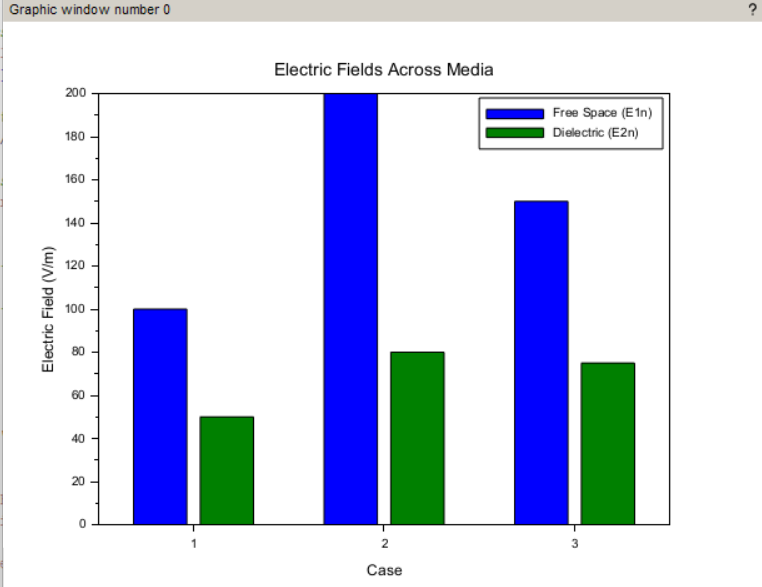 Graphic window number 0
?
Electric Fields Across Media
Free Space (E1n)
Dielectric (E2n)
Electric Field (V/m)
200
180
160
140
120
100
80
60
40
20
0
1
2
3
Case